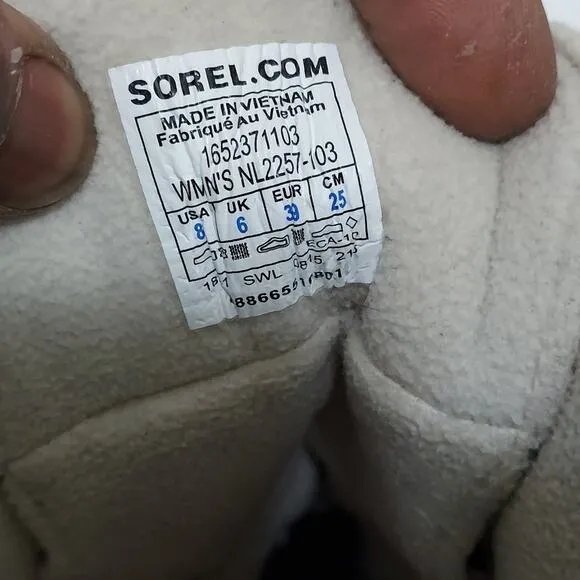 SOREL.COM
MADE IN VIETNAM
Fabriqué Au Vietnam
1652371103
WMN'S NL2257-103
USA UK EUR CM
8 6 39 25
SWL